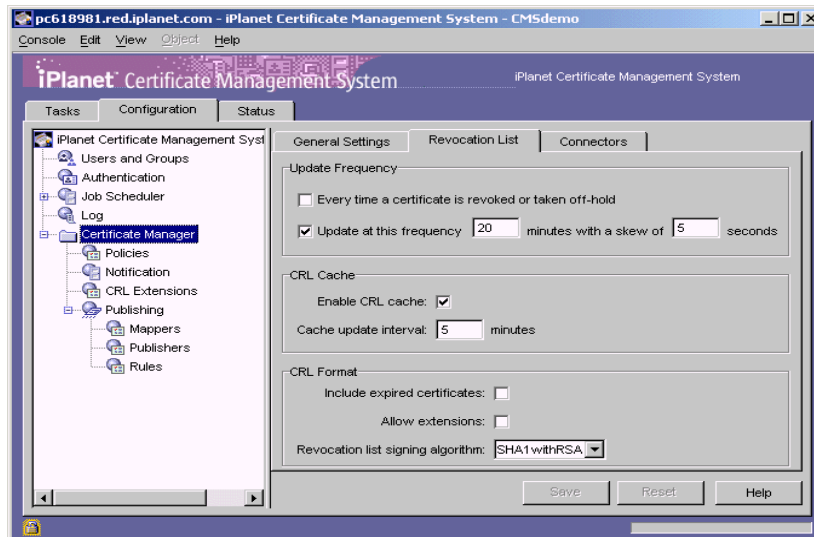 pc618981.red.iplanet.com - iPlanet Certificate Management System - CMSdemo
Console Edit View Object Help
iPlanet Certificate Management System
iPlanet Certificate Management System
Tasks Configuration Status
iPlanet Certificate Management Syst
Users and Groups
Authentication
Job Scheduler
Log
Certificate Manager
Policies
Notification
CRL Extensions
Publishing
Mappers
Publishers
Rules
General Settings Revocation List Connectors
Update Frequency
Every time a certificate is revoked or taken off-hold
Update at this frequency 20 minutes with a skew of 5 seconds
CRL Cache
Enable CRL cache:
Cache update interval: 5 minutes
CRL Format
Include expired certificates:
Allow extensions:
Revocation list signing algorithm: SHA1withRSA
Save Reset Help